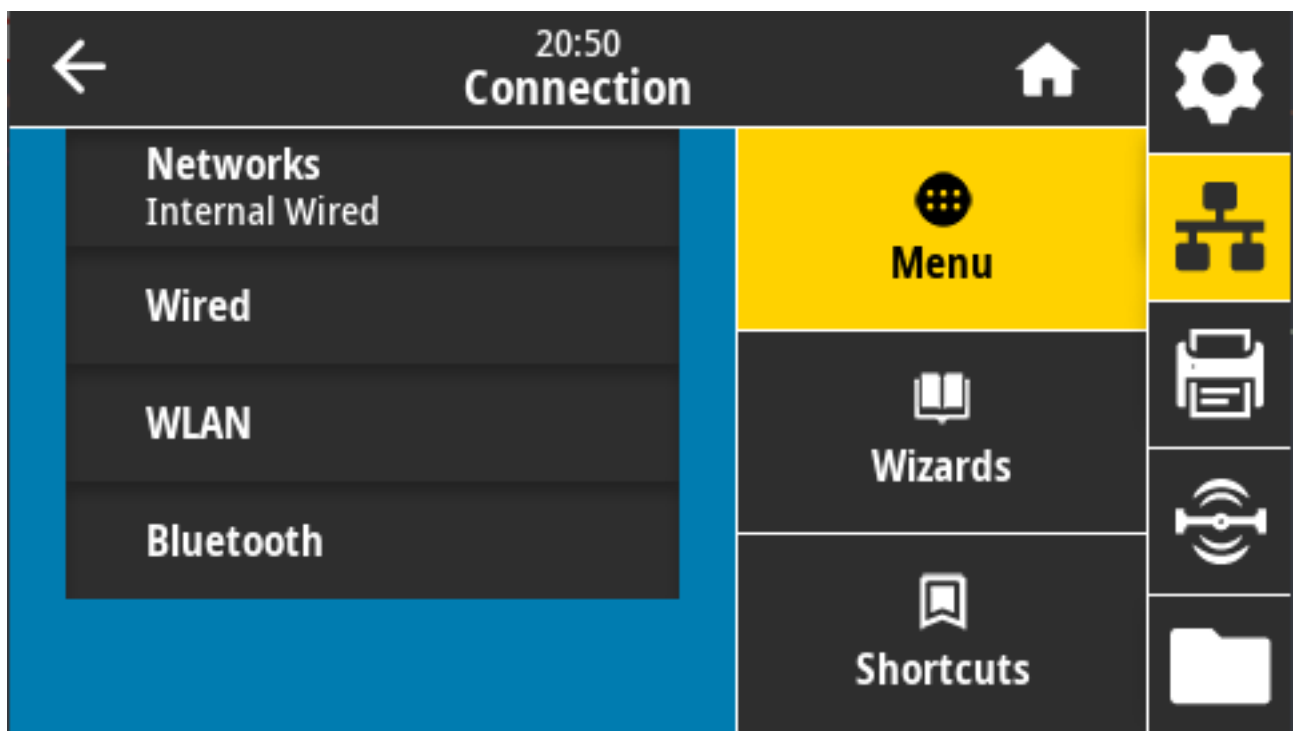 20:50
Connection
Networks
Internal Wired
Wired
WLAN
Bluetooth
Menu
Wizards
Shortcuts